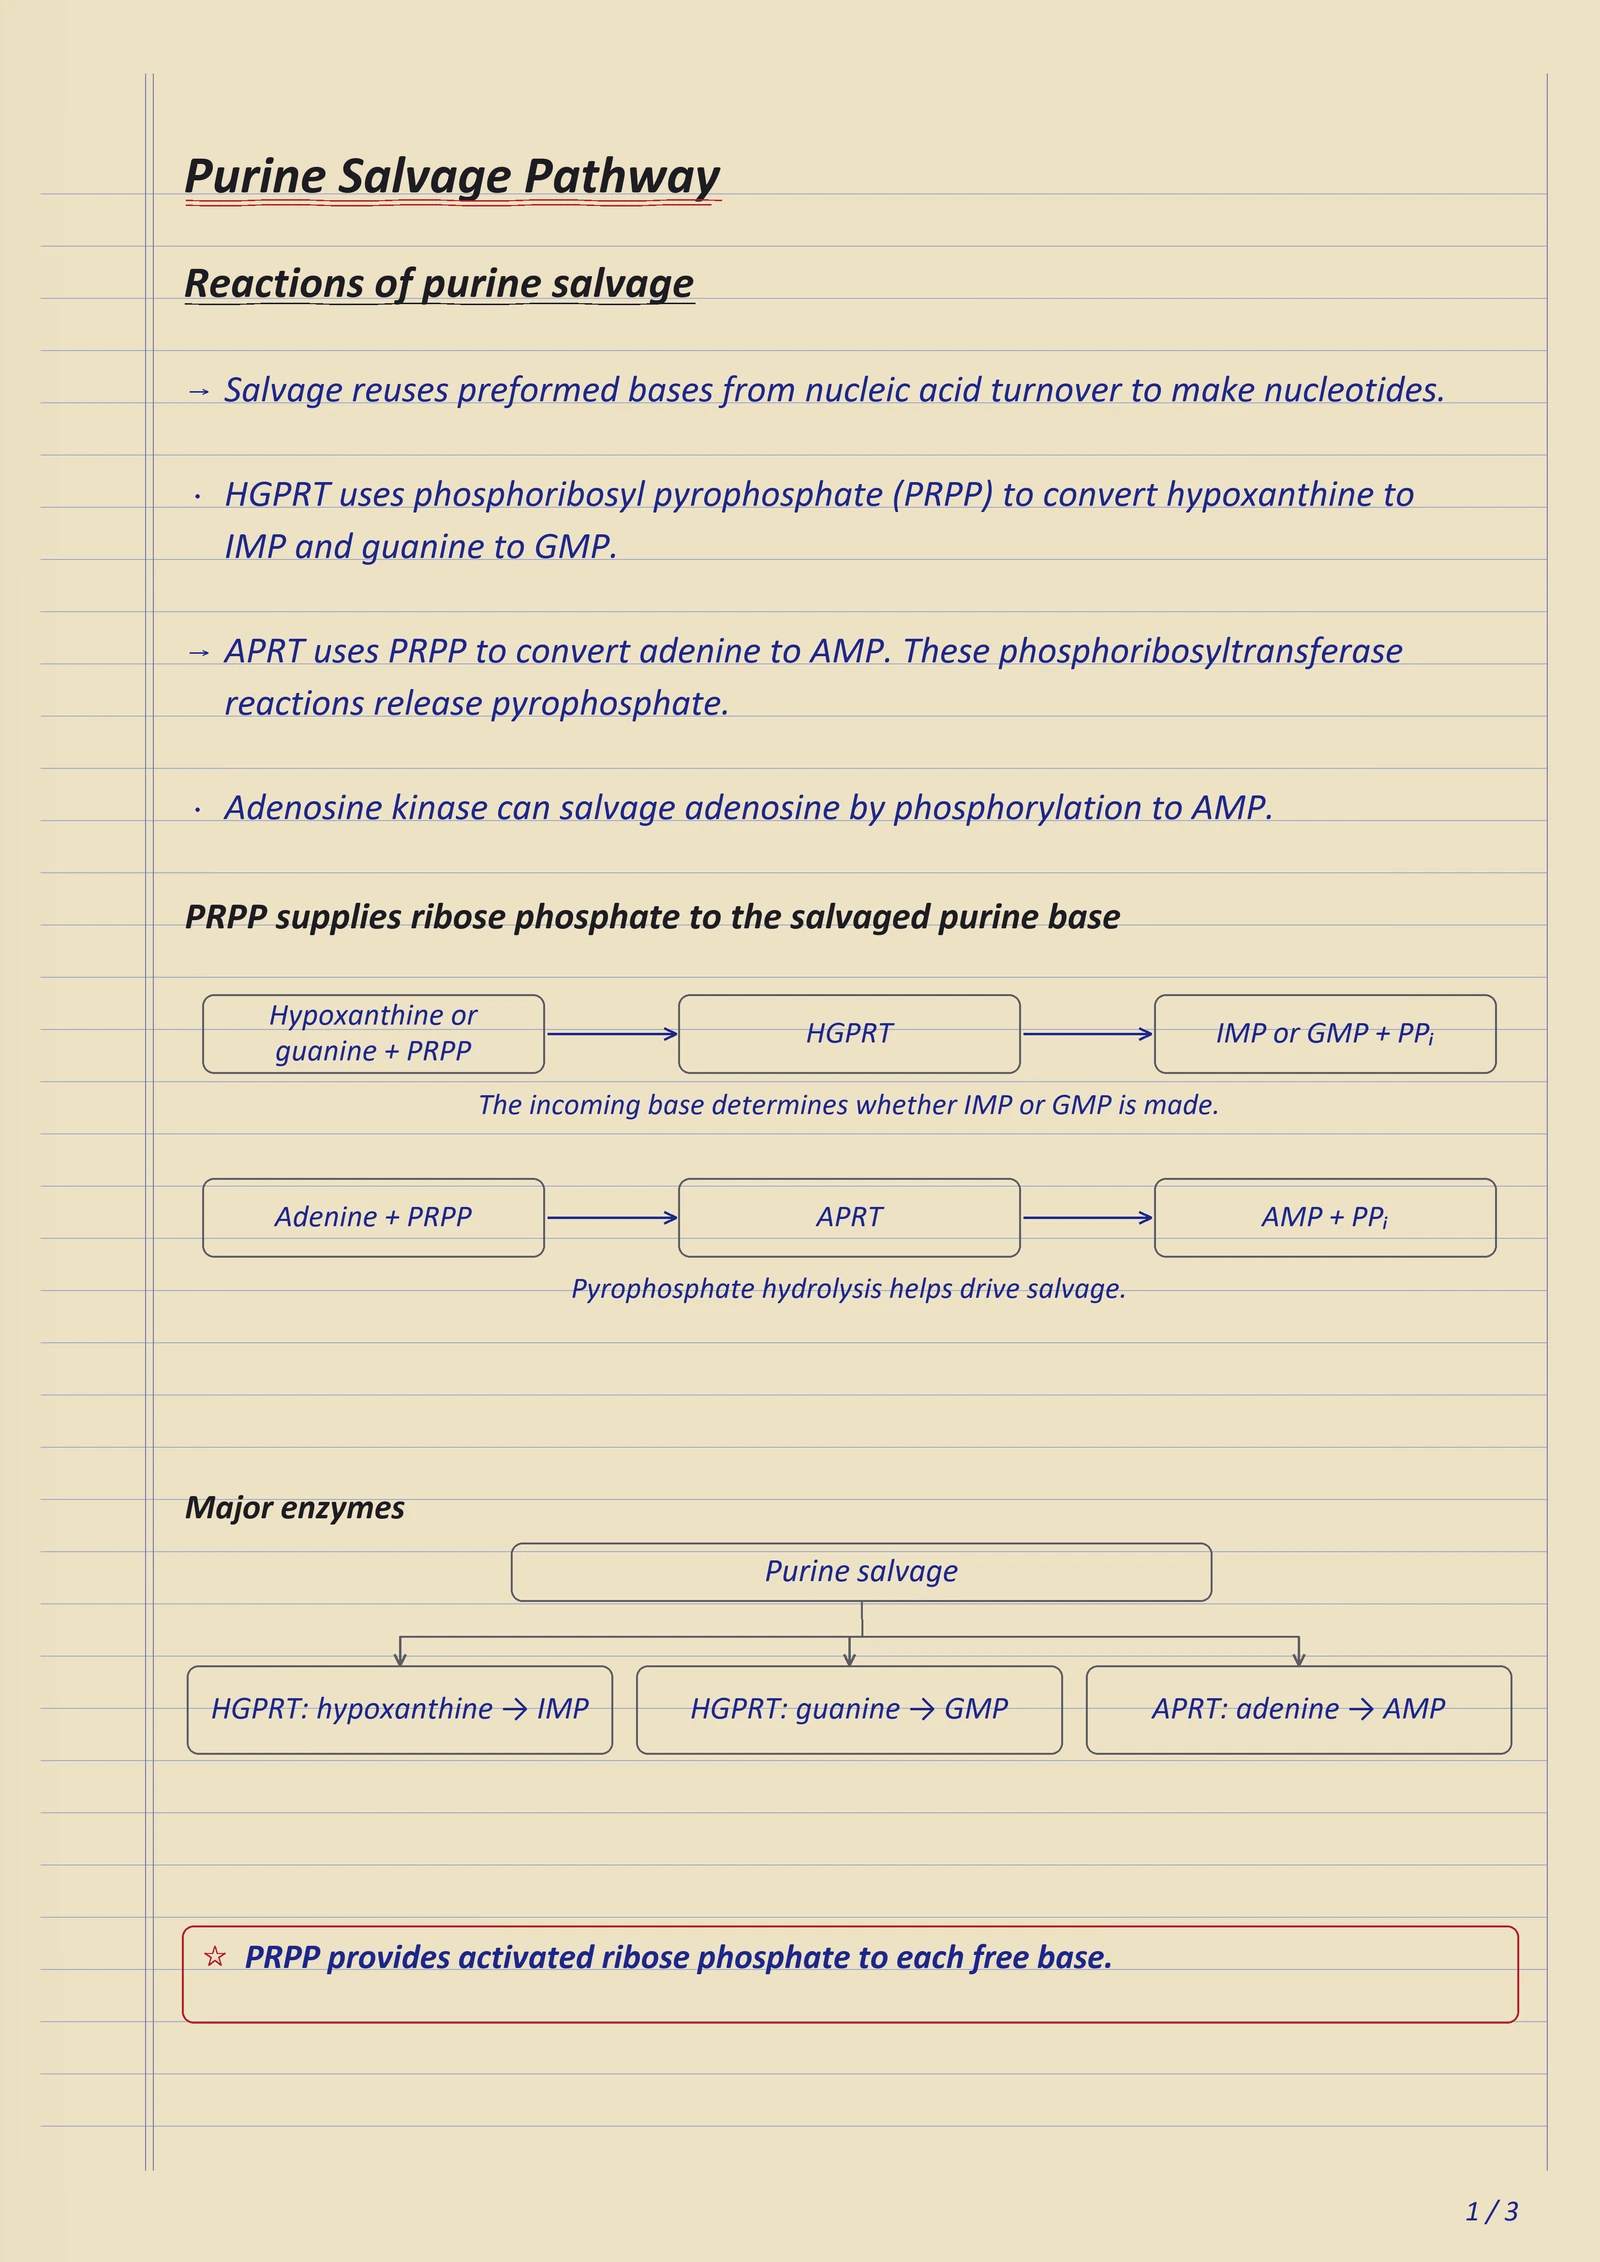 Purine Salvage Pathway
Reactions of purine salvage
→ Salvage reuses preformed bases from nucleic acid turnover to make nucleotides.
· HGPRT uses phosphoribosyl pyrophosphate (PRPP) to convert hypoxanthine to
IMP and guanine to GMP.
→ APRT uses PRPP to convert adenine to AMP. These phosphoribosyltransferase
reactions release pyrophosphate.
· Adenosine kinase can salvage adenosine by phosphorylation to AMP.
PRPP supplies ribose phosphate to the salvaged purine base
Hypoxanthine or
guanine + PRPP
HGPRT
IMP or GMP + PPᵢ
The incoming base determines whether IMP or GMP is made.
Adenine + PRPP
APRT
AMP + PPᵢ
Pyrophosphate hydrolysis helps drive salvage.
Major enzymes
Purine salvage
HGPRT: hypoxanthine → IMP
HGPRT: guanine → GMP
APRT: adenine → AMP
☆ PRPP provides activated ribose phosphate to each free base.
1 / 3